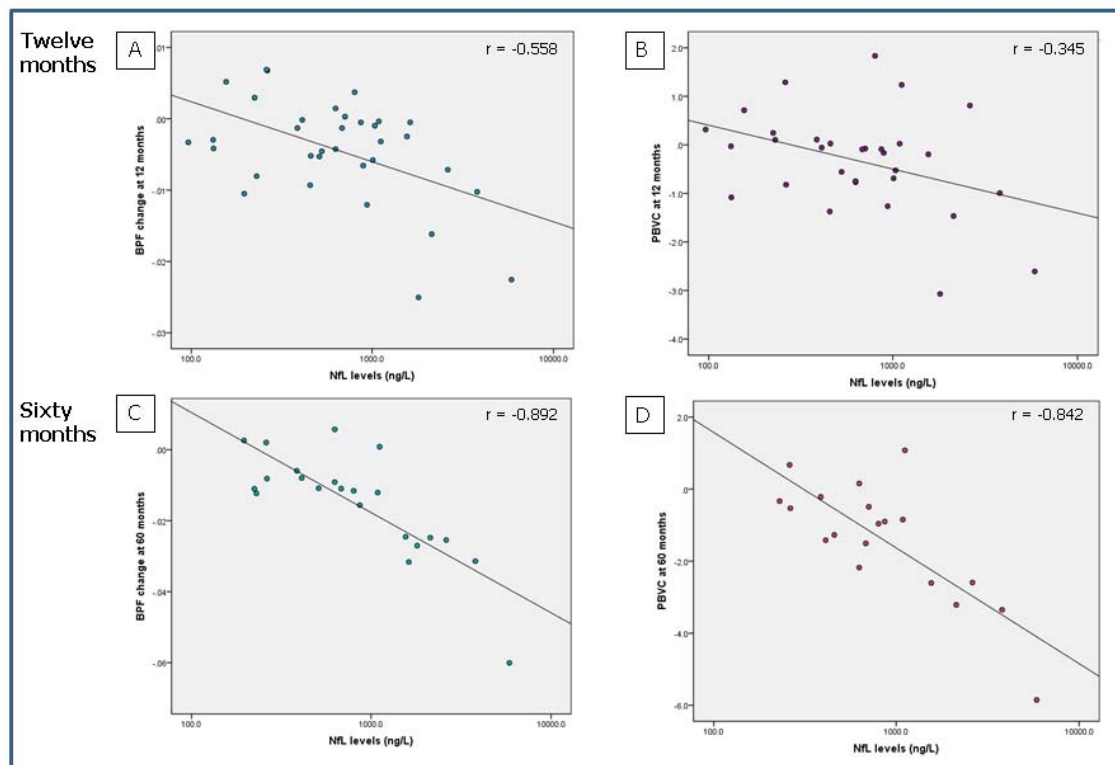 Twelve
months
A
r = -0.558
.010
.000
-.010
-.02
-.03
BPF change at 12 months
100.0
1000.0
10000.0
NfL levels (ng/L)
B
r = -0.345
2.0
1.0
.0
-1.0
-2.0
-3.0
-4.0
PBVC at 12 months
100.0
1000.0
10000.0
NfL levels (ng/L)
Sixty
months
C
r = -0.892
.00
-.02
-.04
-.06
BPF change at 60 months
100.0
1000.0
10000.0
NfL levels (ng/L)
D
r = -0.842
2.0
.0
-2.0
-4.0
-6.0
PBVC at 60 months
100.0
1000.0
10000.0
NfL levels (ng/L)